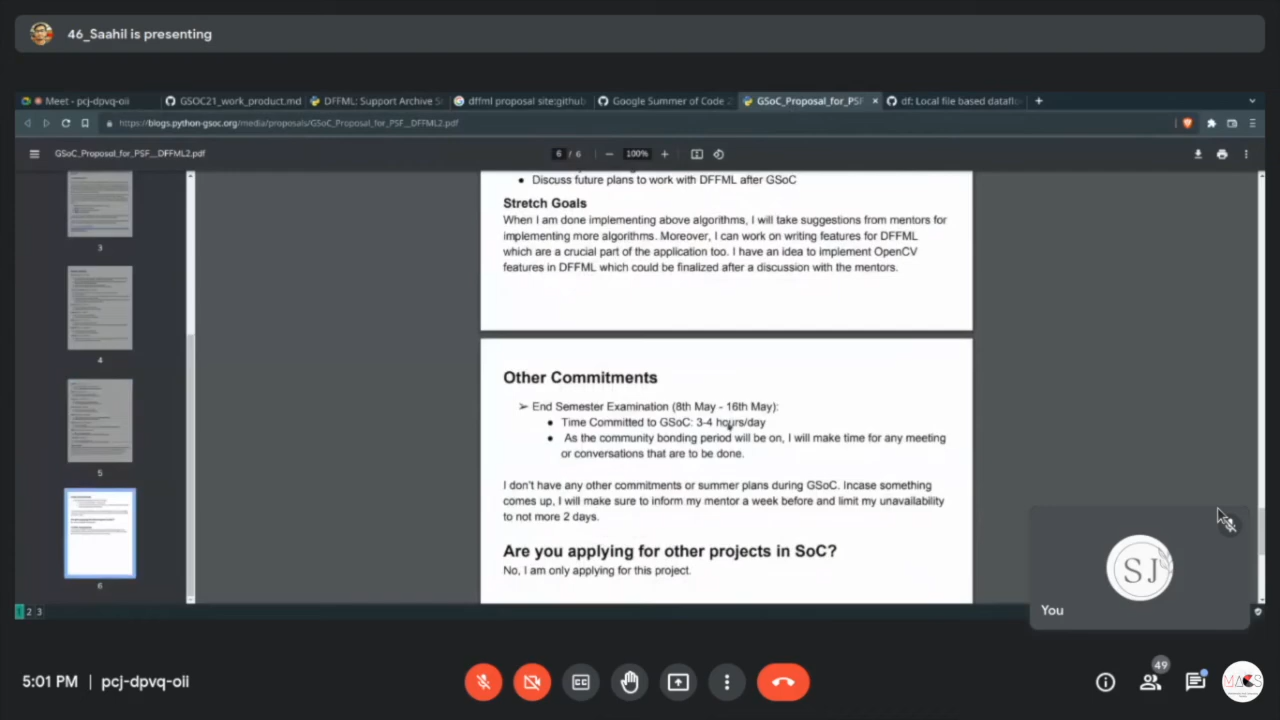 46_Saahil is presenting
Meet - pcj-dpvq-oii
GSOC21_work_product.md
DFFML: Support Archive S
dffml proposal site:github
Google Summer of Code 2
GSoC_Proposal_for_PSF
df: Local file based dataflo
https://blogs.python-gsoc.org/media/proposals/GSoC_Proposal_for_PSF__DFFML2.pdf
GSoC_Proposal_for_PSF__DFFML2.pdf
6 / 6
100%
3
4
5
6
• Discuss future plans to work with DFFML after GSoC
Stretch Goals
When I am done implementing above algorithms, I will take suggestions from mentors for
implementing more algorithms. Moreover, I can work on writing features for DFFML
which are a crucial part of the application too. I have an idea to implement OpenCV
features in DFFML which could be finalized after a discussion with the mentors.
Other Commitments
➢ End Semester Examination (8th May - 16th May):
• Time Committed to GSoC: 3-4 hours/day
• As the community bonding period will be on, I will make time for any meeting
or conversations that are to be done.
I don't have any other commitments or summer plans during GSoC. Incase something
comes up, I will make sure to inform my mentor a week before and limit my unavailability
to not more 2 days.
Are you applying for other projects in SoC?
No, I am only applying for this project.
1 2 3
SJ
You
5:01 PM | pcj-dpvq-oii
CC
49
MACS